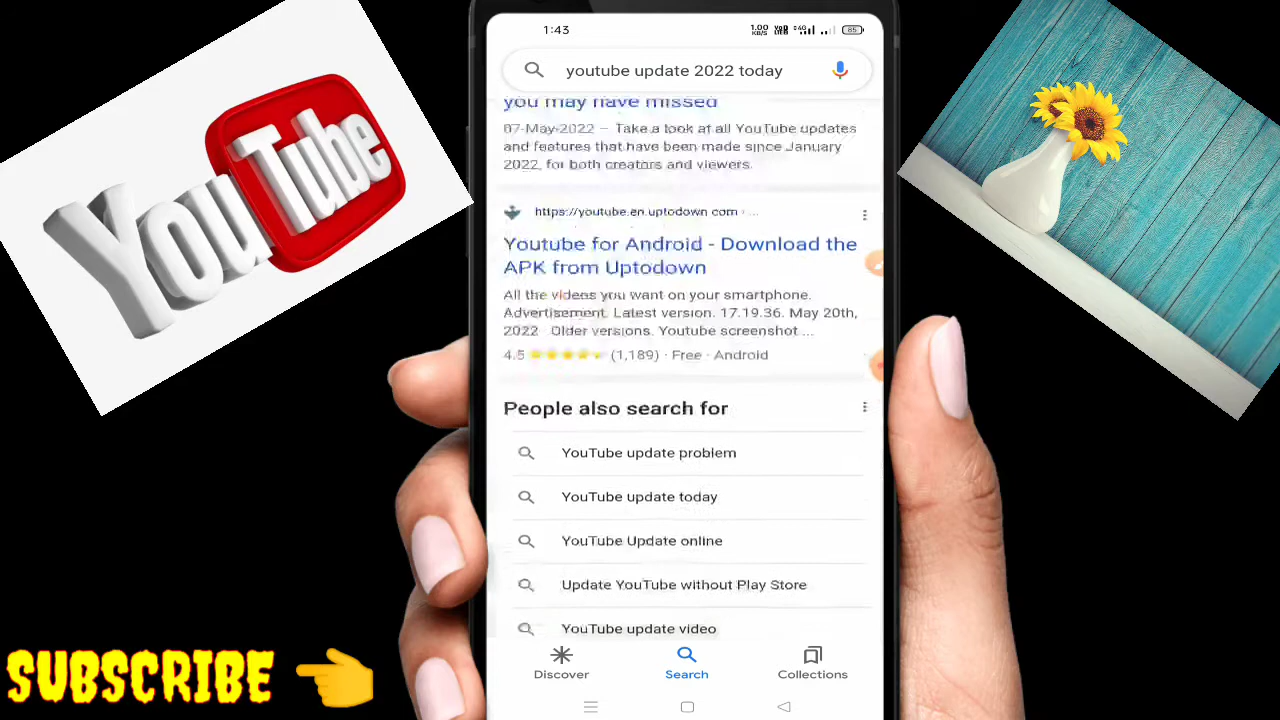 YouTube
1:43
1.00 KB/S
4G
85
youtube update 2022 today
you may have missed
07-May-2022 — Take a look at all YouTube updates
and features that have been made since January
2022, for both creators and viewers.
https://youtube.en.uptodown.com › ...
Youtube for Android - Download the
APK from Uptodown
All the videos you want on your smartphone.
Advertisement. Latest version. 17.19.36. May 20th,
2022 Older versions. Youtube screenshot ...
4.5 (1,189) · Free · Android
People also search for
YouTube update problem
YouTube update today
YouTube Update online
Update YouTube without Play Store
YouTube update video
Discover
Search
Collections
SUBSCRIBE